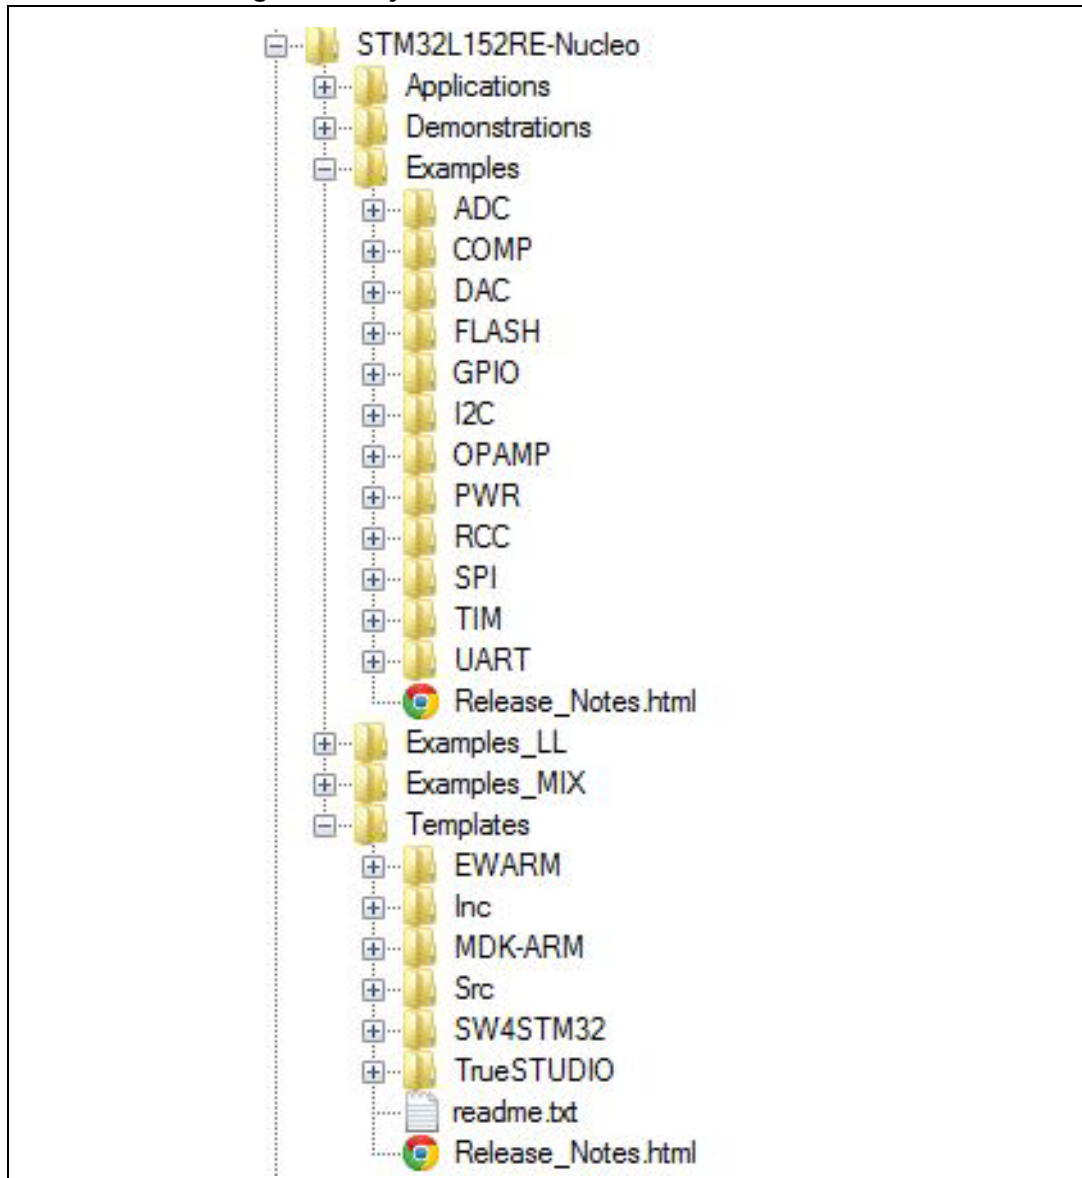 STM32L152RE-Nucleo
Applications
Demonstrations
Examples
ADC
COMP
DAC
FLASH
GPIO
I2C
OPAMP
PWR
RCC
SPI
TIM
UART
Release_Notes.html
Examples_LL
Examples_MIX
Templates
EWARM
Inc
MDK-ARM
Src
SW4STM32
TrueSTUDIO
readme.txt
Release_Notes.html